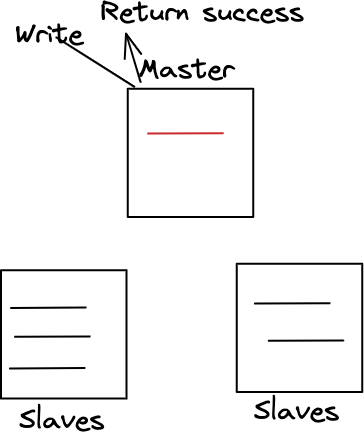 Return success
Write
Master
Slaves
Slaves